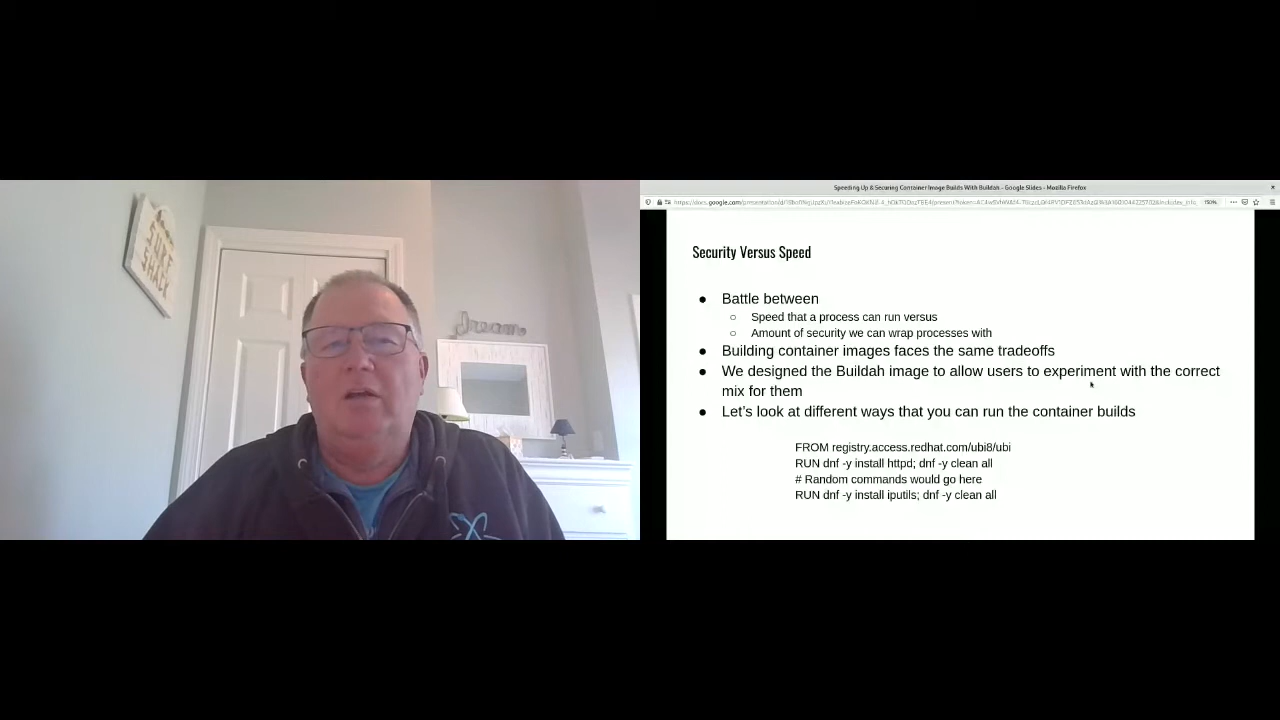 SURF
SHACK
Dream
Speeding Up & Securing Container Image Builds With Buildah - Google Slides - Mozilla Firefox
150%
Security Versus Speed
● Battle between
○ Speed that a process can run versus
○ Amount of security we can wrap processes with
● Building container images faces the same tradeoffs
● We designed the Buildah image to allow users to experiment with the correct
mix for them
● Let's look at different ways that you can run the container builds
FROM registry.access.redhat.com/ubi8/ubi
RUN dnf -y install httpd; dnf -y clean all
# Random commands would go here
RUN dnf -y install iputils; dnf -y clean all